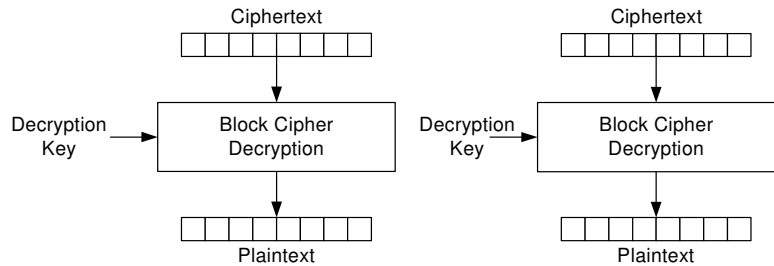 Ciphertext
Ciphertext
Decryption
Key
Block Cipher
Decryption
Decryption
Key
Block Cipher
Decryption
Plaintext
Plaintext